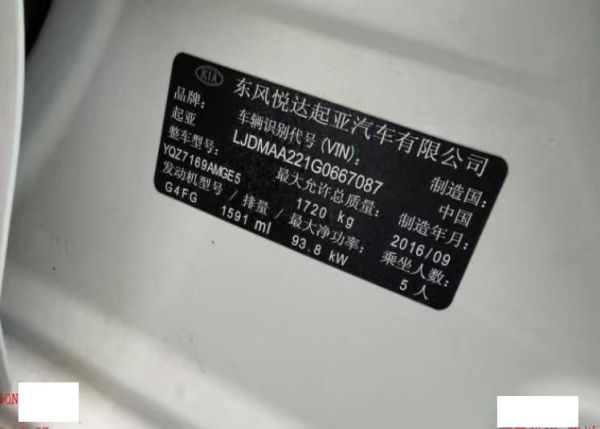 KIA 东风悦达起亚汽车有限公司
品牌: 车辆识别代号(VIN): 制造国:
起亚 LJDMAA221G0667087 中国
整车型号: 最大允许总质量: 制造年月:
YQZ7169AMGE5 1720 kg 2016/09
发动机型号/排量/最大净功率: 乘坐人数:
G4FG 1591 ml 93.8 kW 5人